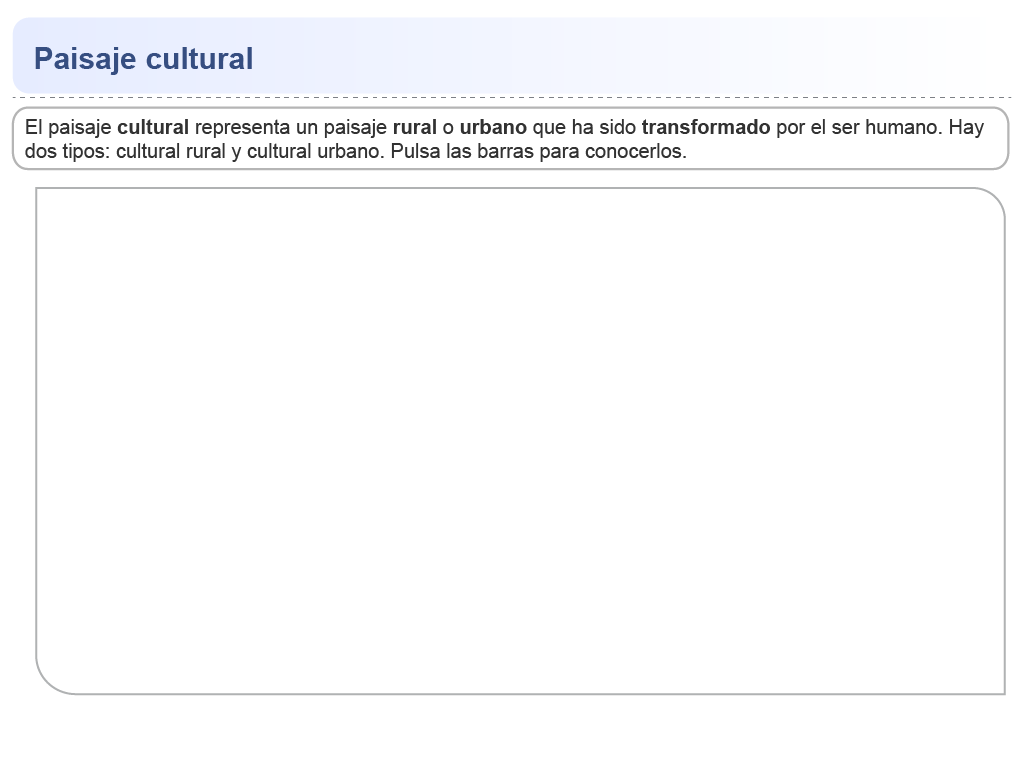 Paisaje cultural
El paisaje cultural representa un paisaje rural o urbano que ha sido transformado por el ser humano. Hay
dos tipos: cultural rural y cultural urbano. Pulsa las barras para conocerlos.